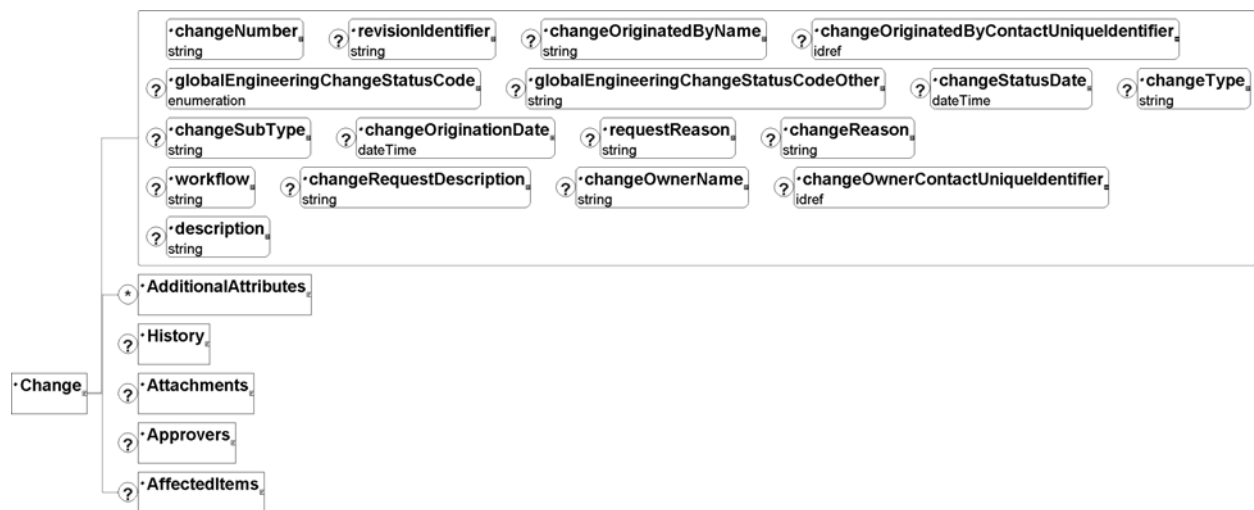 changeNumber ? revisionIdentifier ? changeOriginatedByName ? changeOriginatedByContactUniqueIdentifier
string string string idref
? globalEngineeringChangeStatusCode ? globalEngineeringChangeStatusCodeOther ? changeStatusDate ? changeType
enumeration string dateTime string
? changeSubType ? changeOriginationDate ? requestReason ? changeReason
string dateTime string string
? workflow ? changeRequestDescription ? changeOwnerName ? changeOwnerContactUniqueIdentifier
string string string idref
? description
string
* AdditionalAttributes
? History
Change
? Attachments
? Approvers
? AffectedItems